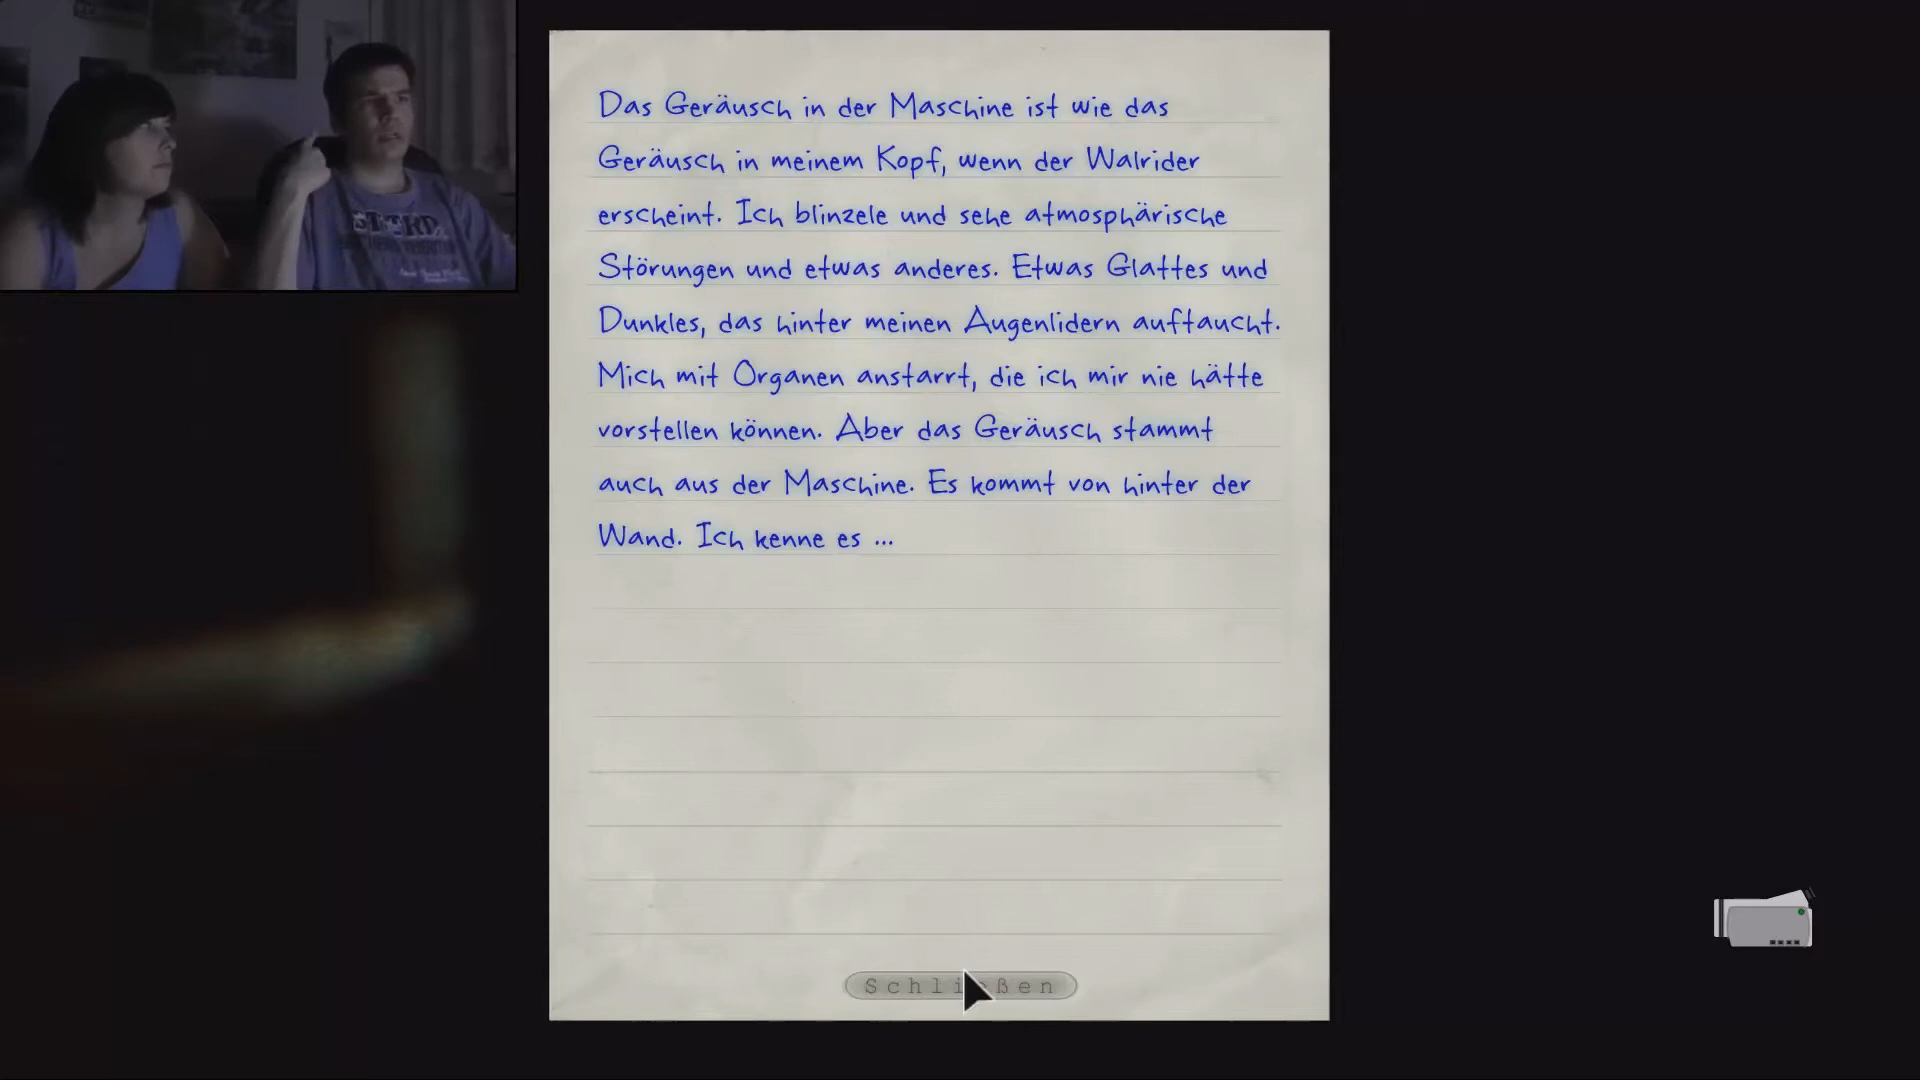 Das Geräusch in der Maschine ist wie das
Geräusch in meinem Kopf, wenn der Walrider
erscheint. Ich blinzele und sehe atmosphärische
Störungen und etwas anderes. Etwas Glattes und
Dunkles, das hinter meinen Augenlidern auftaucht.
Mich mit Organen anstarrt, die ich mir nie hätte
vorstellen können. Aber das Geräusch stammt
auch aus der Maschine. Es kommt von hinter der
Wand. Ich kenne es ...
Schließen